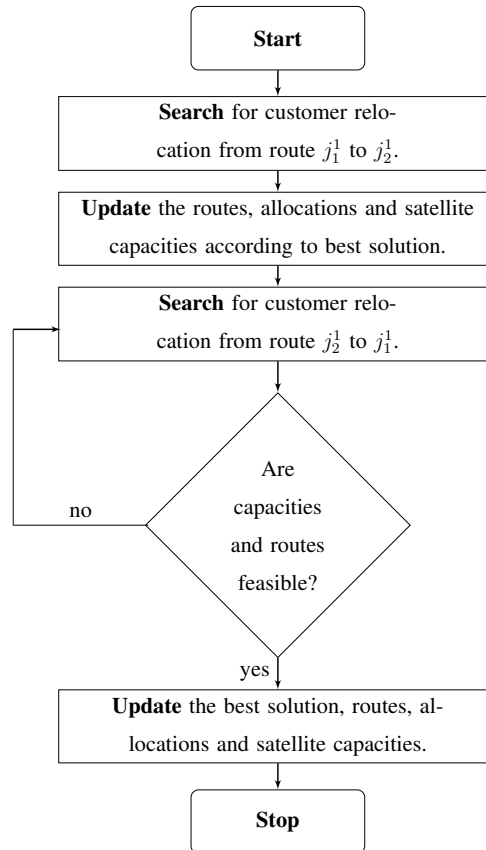 Start
Search for customer relo-
cation from route $j_1^1$ to $j_2^1$.
Update the routes, allocations and satellite
capacities according to best solution.
Search for customer relo-
cation from route $j_2^1$ to $j_1^1$.
Are
capacities
and routes
feasible?
no
yes
Update the best solution, routes, al-
locations and satellite capacities.
Stop